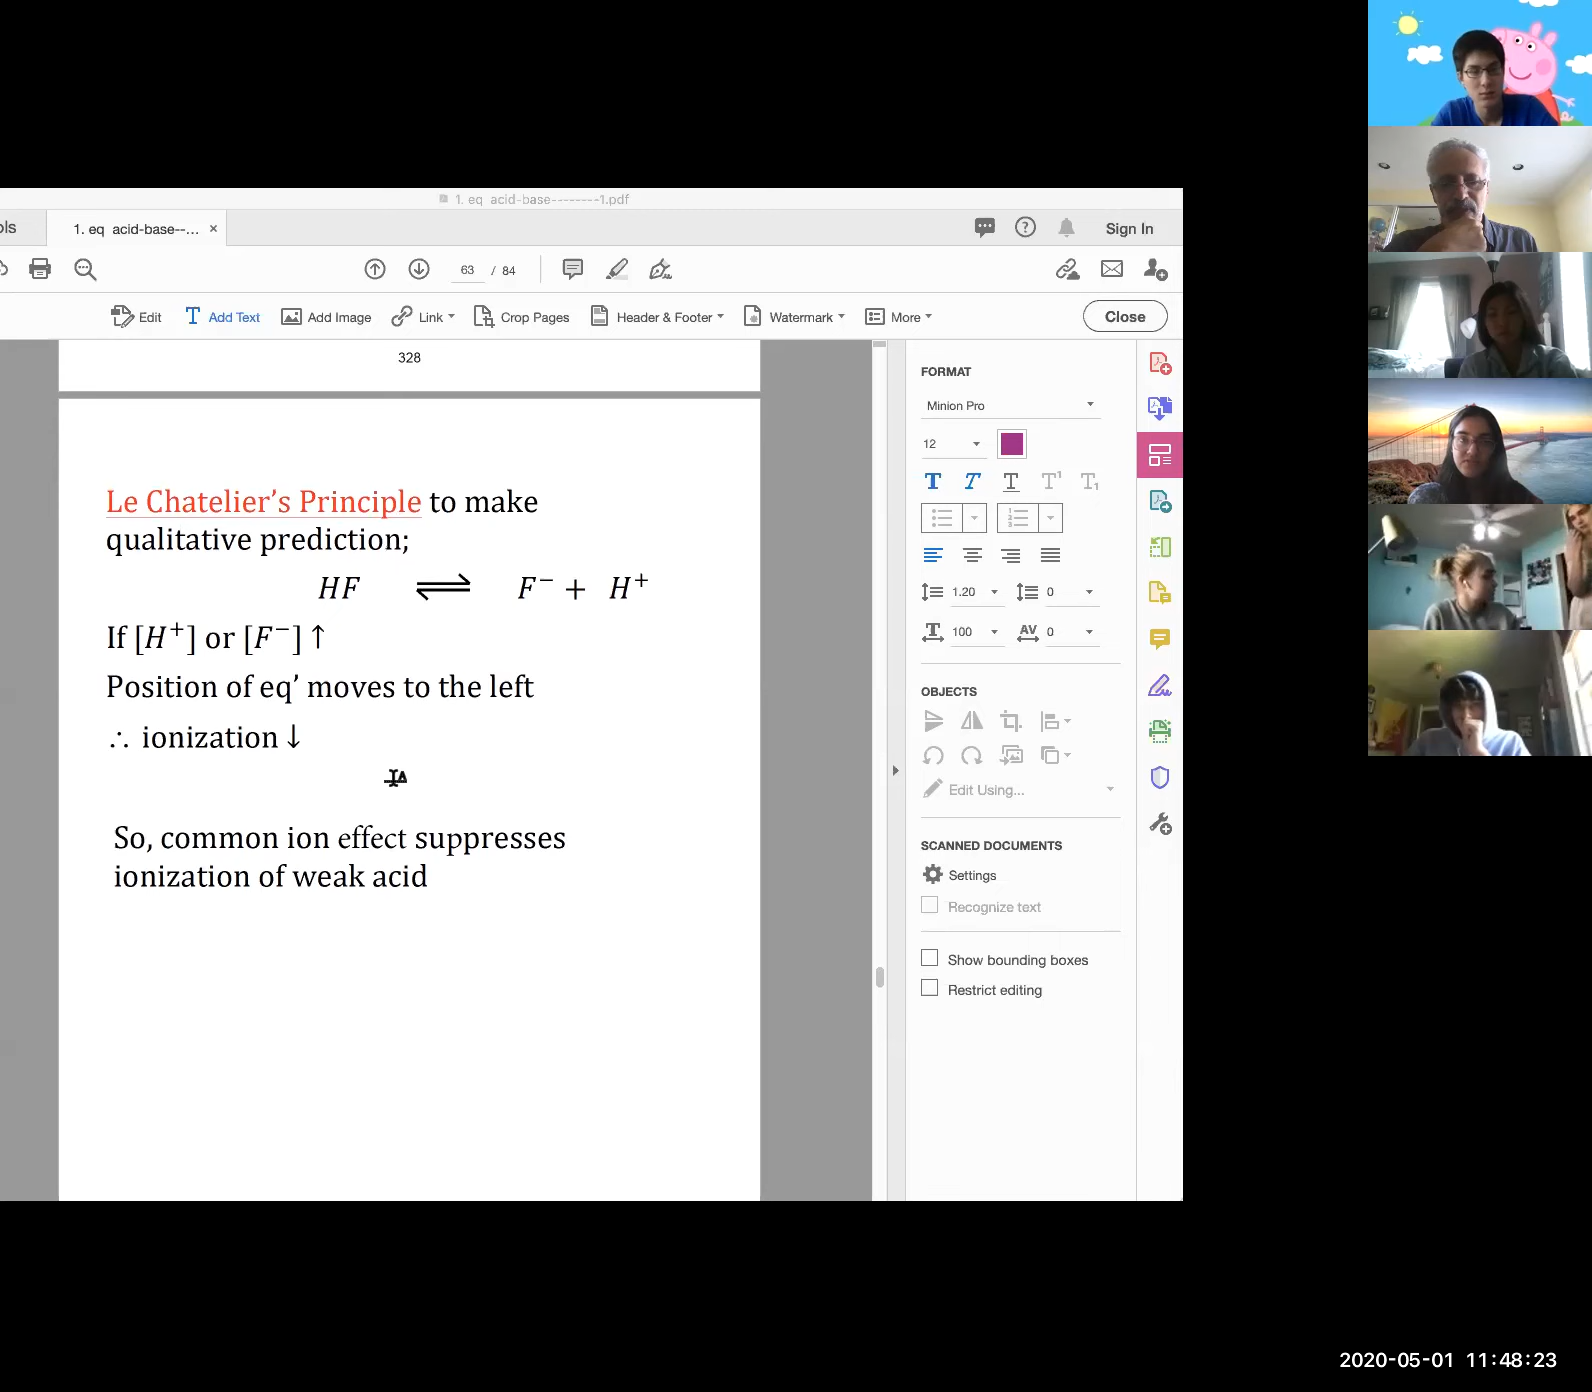 1. eq acid-base--------1.pdf
ols
1. eq acid-base--... ×
Sign In
63 / 84
Edit
Add Text
Add Image
Link
Crop Pages
Header & Footer
Watermark
More
Close
328
Le Chatelier’s Principle to make
qualitative prediction;
HF ⇌ F⁻ + H⁺
If [H⁺] or [F⁻] ↑
Position of eq’ moves to the left
∴ ionization ↓
So, common ion effect suppresses
ionization of weak acid
FORMAT
Minion Pro
12
T T T T¹ T₁
1.20 0
100 AV 0
OBJECTS
Edit Using...
SCANNED DOCUMENTS
Settings
Recognize text
Show bounding boxes
Restrict editing
2020-05-01 11:48:23